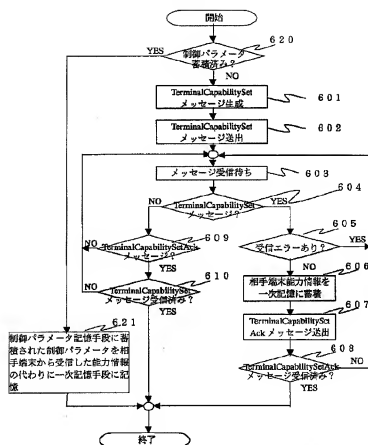 開始
620
YES
制御パラメータ
蓄積済み？
NO
TerminalCapabilitySet
メッセージ生成
601
TerminalCapabilitySet
メッセージ送出
602
メッセージ受信待ち
603
604
NO
TerminalCapabilitySet
メッセージ？
YES
605
609
NO
TerminalCapabilitySetAck
メッセージ？
受信エラーあり？
YES
YES
610
NO
606
NO
TerminalCapabilitySet
メッセージ受信済み？
相手端末能力情報を
一次記憶に蓄積
607
YES
TerminalCapabilitySet
Ack メッセージ送出
621
制御パラメータ記憶手段に蓄
積された制御パラメータを相
手端末から受信した能力情報
の代わりに一次記憶手段に記
憶
608
TerminalCapabilitySetAck
メッセージ受信済み？
NO
YES
終了